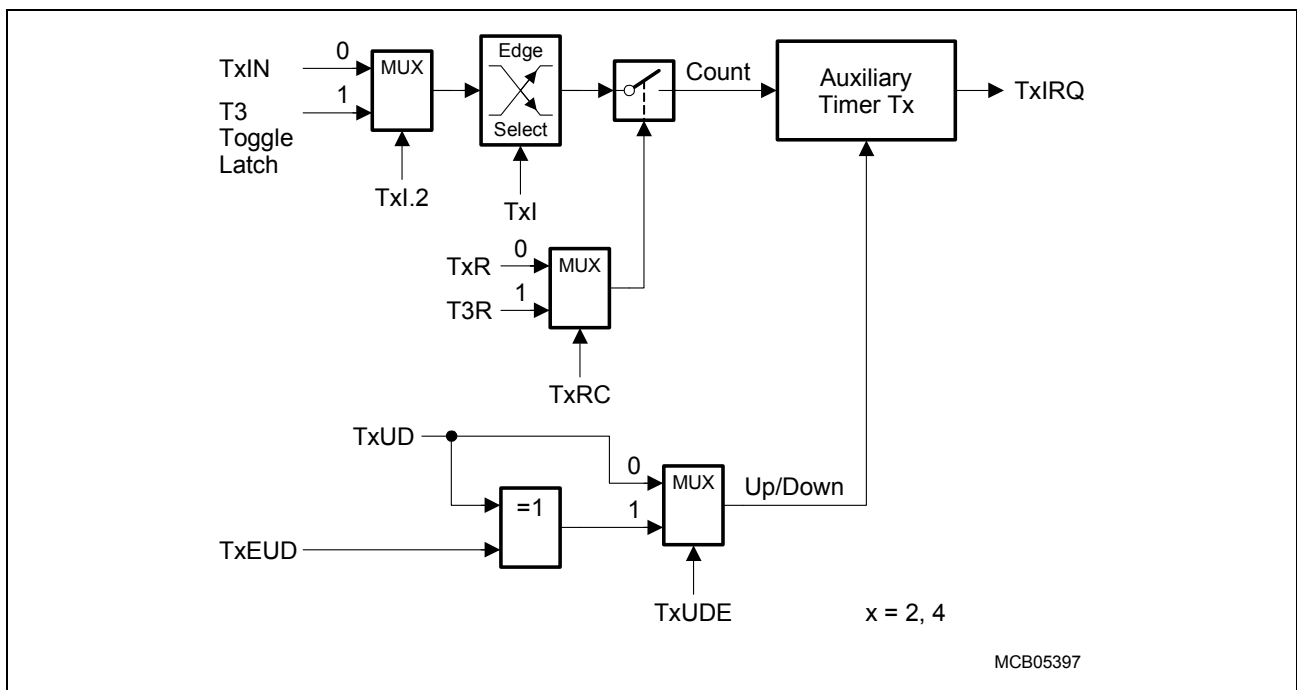 TxIN
0
MUX
T3
Toggle
Latch
1
TxI.2
Edge
Select
TxI
Count
Auxiliary
Timer Tx
TxIRQ
TxR
0
MUX
T3R
1
TxRC
TxUD
0
MUX
Up/Down
=1
1
TxEUD
TxUDE
x = 2, 4
MCB05397